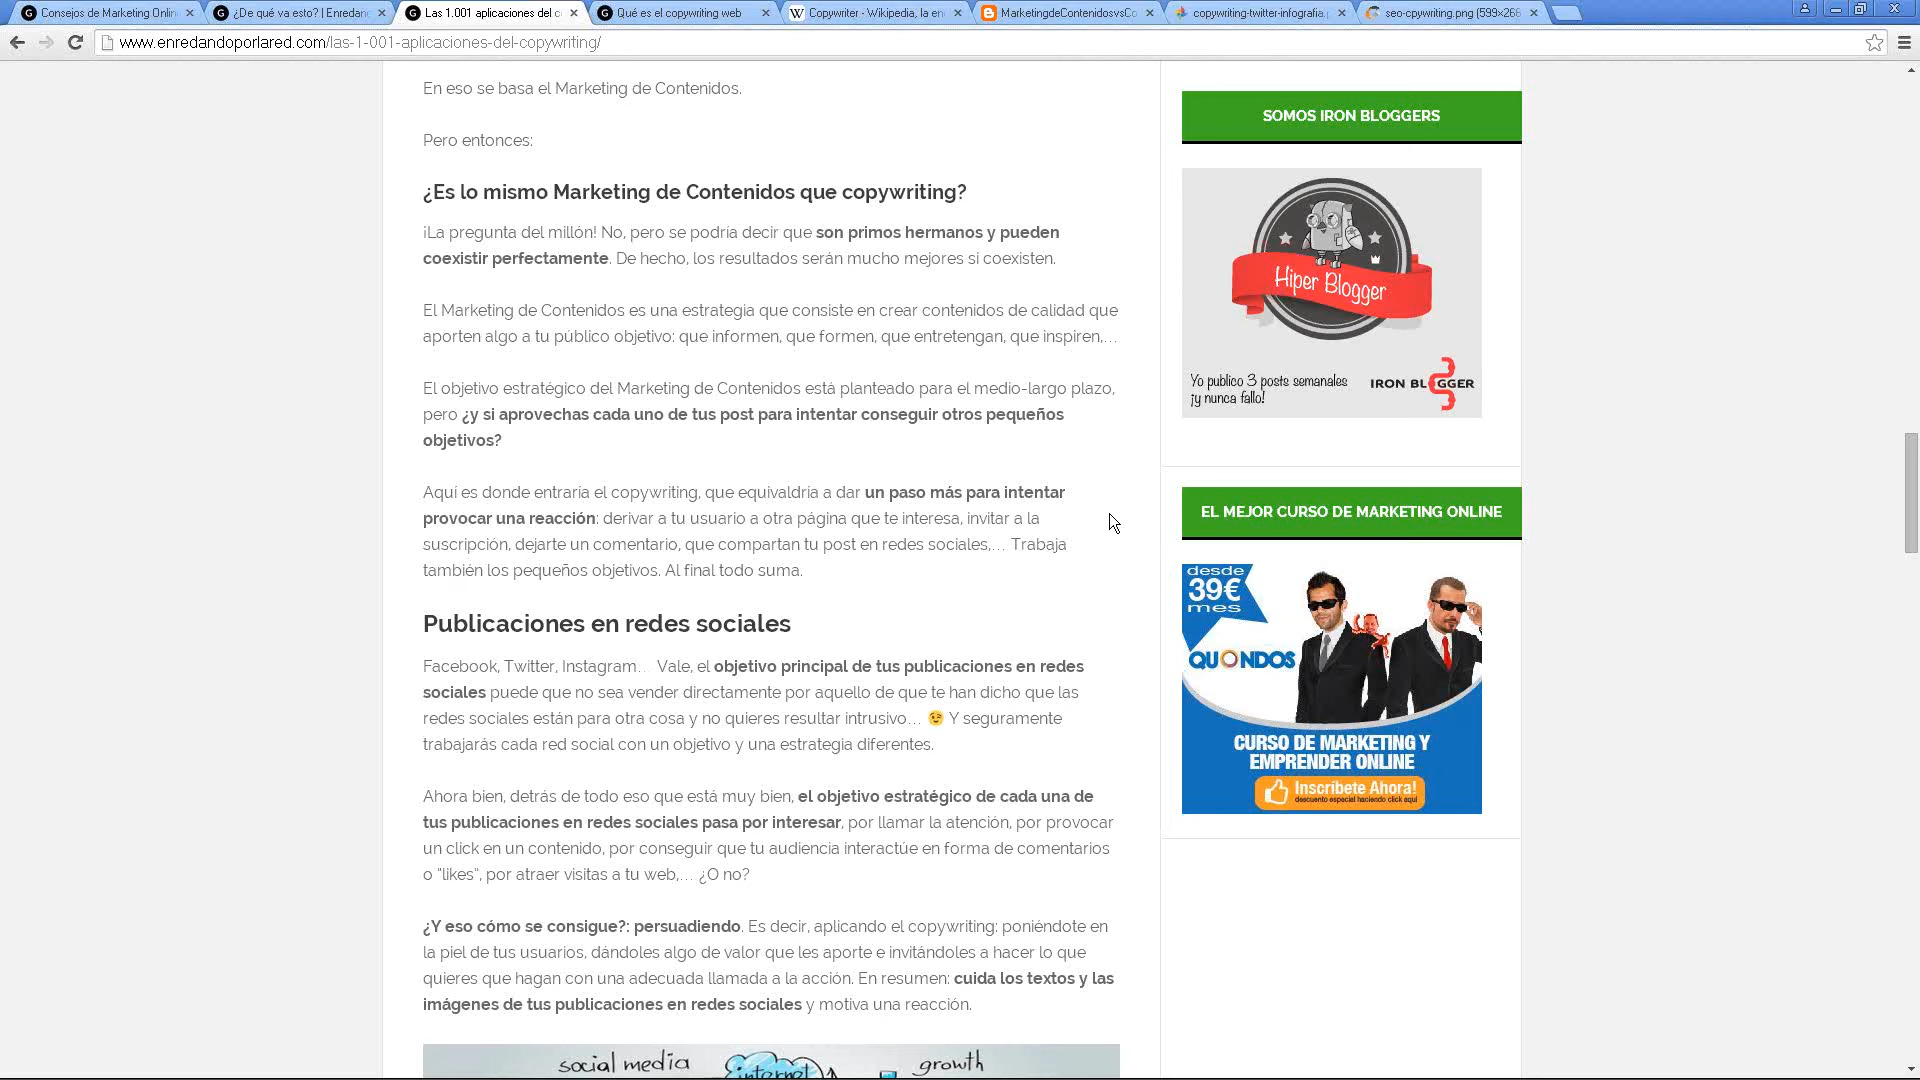 Consejos de Marketing Onlin
¿De qué va esto? | Enredan
Las 1.001 aplicaciones del c
Qué es el copywriting web
Copywriter - Wikipedia, la en
MarketingdeContenidosvsCo
copywriting-twitter-infografia.
seo-cpywriting.png (599×266
www.enredandoporlared.com/las-1-001-aplicaciones-del-copywriting/
En eso se basa el Marketing de Contenidos.
Pero entonces:
¿Es lo mismo Marketing de Contenidos que copywriting?
¡La pregunta del millón! No, pero se podría decir que son primos hermanos y pueden
coexistir perfectamente. De hecho, los resultados serán mucho mejores si coexisten.
El Marketing de Contenidos es una estrategia que consiste en crear contenidos de calidad que
aporten algo a tu público objetivo: que informen, que formen, que entretengan, que inspiren,…
El objetivo estratégico del Marketing de Contenidos está planteado para el medio-largo plazo,
pero ¿y si aprovechas cada uno de tus post para intentar conseguir otros pequeños
objetivos?
Aquí es donde entraría el copywriting, que equivaldría a dar un paso más para intentar
provocar una reacción: derivar a tu usuario a otra página que te interesa, invitar a la
suscripción, dejarte un comentario, que compartan tu post en redes sociales,… Trabaja
también los pequeños objetivos. Al final todo suma.
Publicaciones en redes sociales
Facebook, Twitter, Instagram… Vale, el objetivo principal de tus publicaciones en redes
sociales puede que no sea vender directamente por aquello de que te han dicho que las
redes sociales están para otra cosa y no quieres resultar intrusivo… 😉 Y seguramente
trabajarás cada red social con un objetivo y una estrategia diferentes.
Ahora bien, detrás de todo eso que está muy bien, el objetivo estratégico de cada una de
tus publicaciones en redes sociales pasa por interesar, por llamar la atención, por provocar
un click en un contenido, por conseguir que tu audiencia interactúe en forma de comentarios
o "likes", por atraer visitas a tu web,… ¿O no?
¿Y eso cómo se consigue?: persuadiendo. Es decir, aplicando el copywriting: poniéndote en
la piel de tus usuarios, dándoles algo de valor que les aporte e invitándoles a hacer lo que
quieres que hagan con una adecuada llamada a la acción. En resumen: cuida los textos y las
imágenes de tus publicaciones en redes sociales y motiva una reacción.
social media
internet
growth
SOMOS IRON BLOGGERS
Hiper Blogger
Yo publico 3 posts semanales
¡y nunca fallo!
IRON BLOGGER
EL MEJOR CURSO DE MARKETING ONLINE
desde
39€
mes
QUONDOS
CURSO DE MARKETING Y
EMPRENDER ONLINE
Inscríbete Ahora!
descuento especial haciendo click aquí